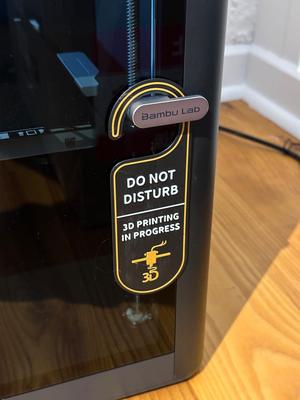 Bambu Lab
DO NOT
DISTURB
3D PRINTING
IN PROGRESS
3D